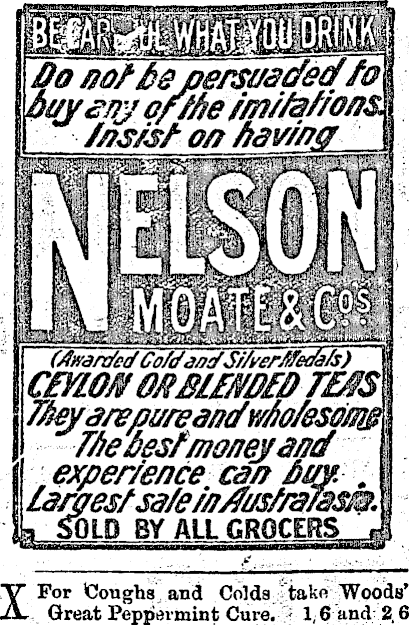 BE CAREFUL WHAT YOU DRINK
Do not be persuaded to
buy any of the imitations.
Insist on having
NELSON
MOATE & Cos
(Awarded Gold and Silver Medals)
CEYLON OR BLENDED TEAS
They are pure and wholesome
The best money and
experience can buy.
Largest sale in Australasia.
SOLD BY ALL GROCERS
X For Coughs and Colds take Woods'
Great Peppermint Cure. 1/6 and 2/6